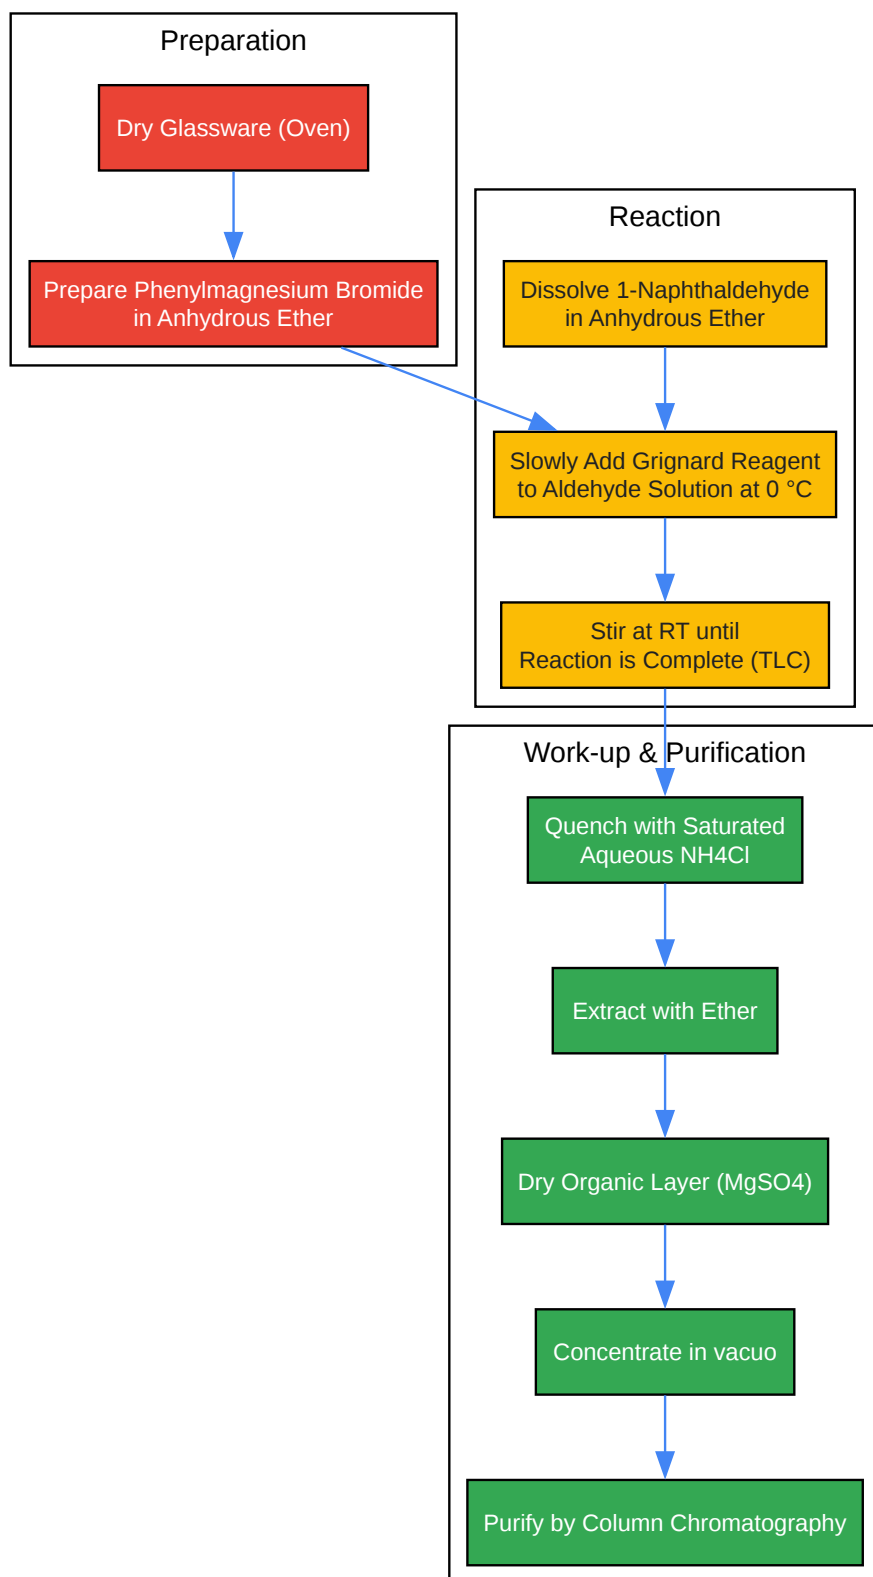 Preparation
Dry Glassware (Oven)
Prepare Phenylmagnesium Bromide
in Anhydrous Ether
Reaction
Dissolve 1-Naphthaldehyde
in Anhydrous Ether
Slowly Add Grignard Reagent
to Aldehyde Solution at 0 °C
Stir at RT until
Reaction is Complete (TLC)
Work-up & Purification
Quench with Saturated
Aqueous NH4Cl
Extract with Ether
Dry Organic Layer (MgSO4)
Concentrate in vacuo
Purify by Column Chromatography